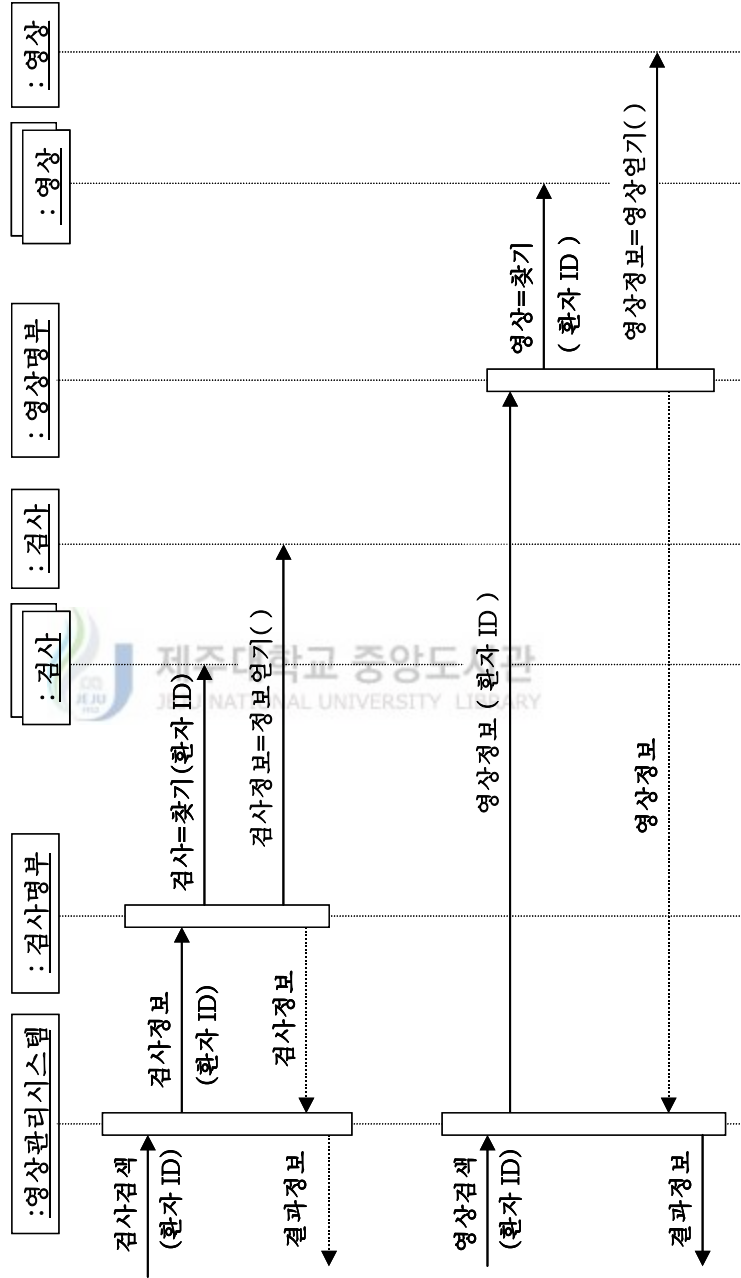 :영상관리시스템
: 검사명부
: 검사
: 검사
: 영상명부
: 영상
: 영상
검사검색
(환자 ID)
검사정보
(환자 ID)
검사=찾기(환자 ID)
검사정보=정보얻기( )
검사정보
결과정보
영상검색
(환자 ID)
영상정보 ( 환자 ID )
영상=찾기
( 환자 ID )
영상정보=영상얻기( )
영상정보
결과정보
제주대학교 중앙도서관
JEJU NATIONAL UNIVERSITY LIBRARY
JEJU
1952